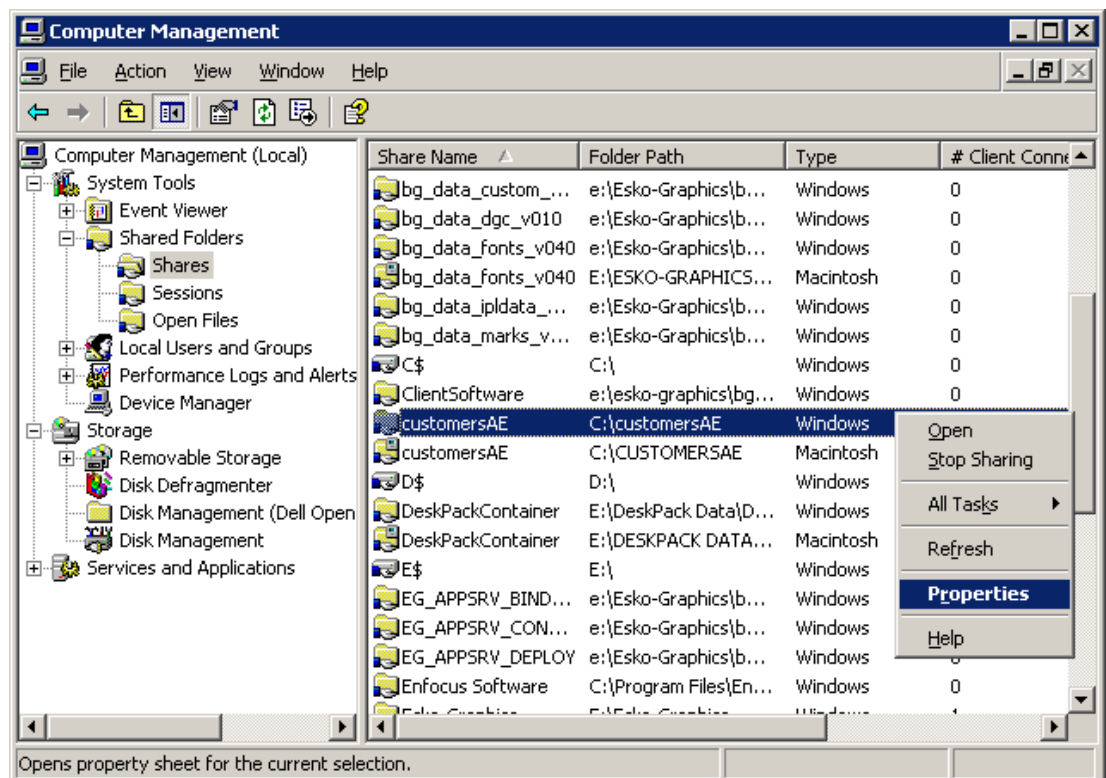 Computer Management
File Action View Window Help
Computer Management (Local)
System Tools
Event Viewer
Shared Folders
Shares
Sessions
Open Files
Local Users and Groups
Performance Logs and Alerts
Device Manager
Storage
Removable Storage
Disk Defragmenter
Disk Management (Dell Open
Disk Management
Services and Applications
Share Name Folder Path Type # Client Conne
bg_data_custom_... e:\Esko-Graphics\b... Windows 0
bg_data_dgc_v010 e:\Esko-Graphics\b... Windows 0
bg_data_fonts_v040 e:\Esko-Graphics\b... Windows 0
bg_data_fonts_v040 E:\ESKO-GRAPHICS... Macintosh 0
bg_data_ipldata_... e:\Esko-Graphics\b... Windows 0
bg_data_marks_v... e:\Esko-Graphics\b... Windows 0
C$ C:\ Windows 0
ClientSoftware e:\esko-graphics\bg... Windows 0
customersAE C:\customersAE Windows
customersAE C:\CUSTOMERSAE Macintosh
D$ D:\ Windows
DeskPackContainer E:\DeskPack Data\D... Windows
DeskPackContainer E:\DESKPACK DATA... Macintosh
E$ E:\ Windows
EG_APPSRV_BIND... e:\Esko-Graphics\b... Windows
EG_APPSRV_CON... e:\Esko-Graphics\b... Windows
EG_APPSRV_DEPLOY e:\Esko-Graphics\b... Windows
Enfocus Software C:\Program Files\En... Windows 0
Open
Stop Sharing
All Tasks
Refresh
Properties
Help
Opens property sheet for the current selection.